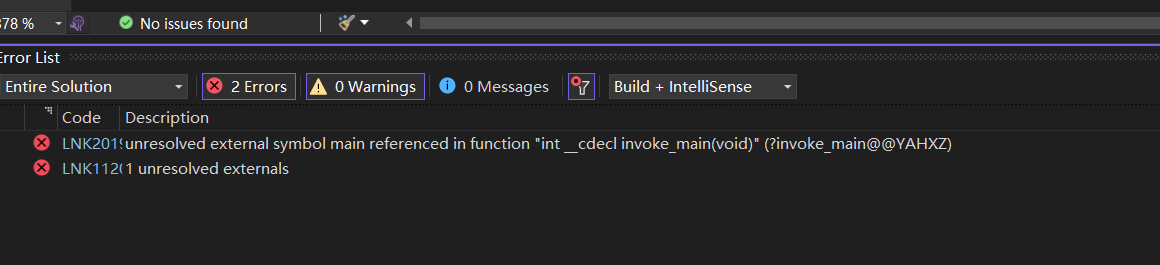 378 % No issues found
Error List
Entire Solution 2 Errors 0 Warnings 0 Messages Build + IntelliSense
Code Description
LNK2019 unresolved external symbol main referenced in function "int __cdecl invoke_main(void)" (?invoke_main@@YAHXZ)
LNK112 1 unresolved externals